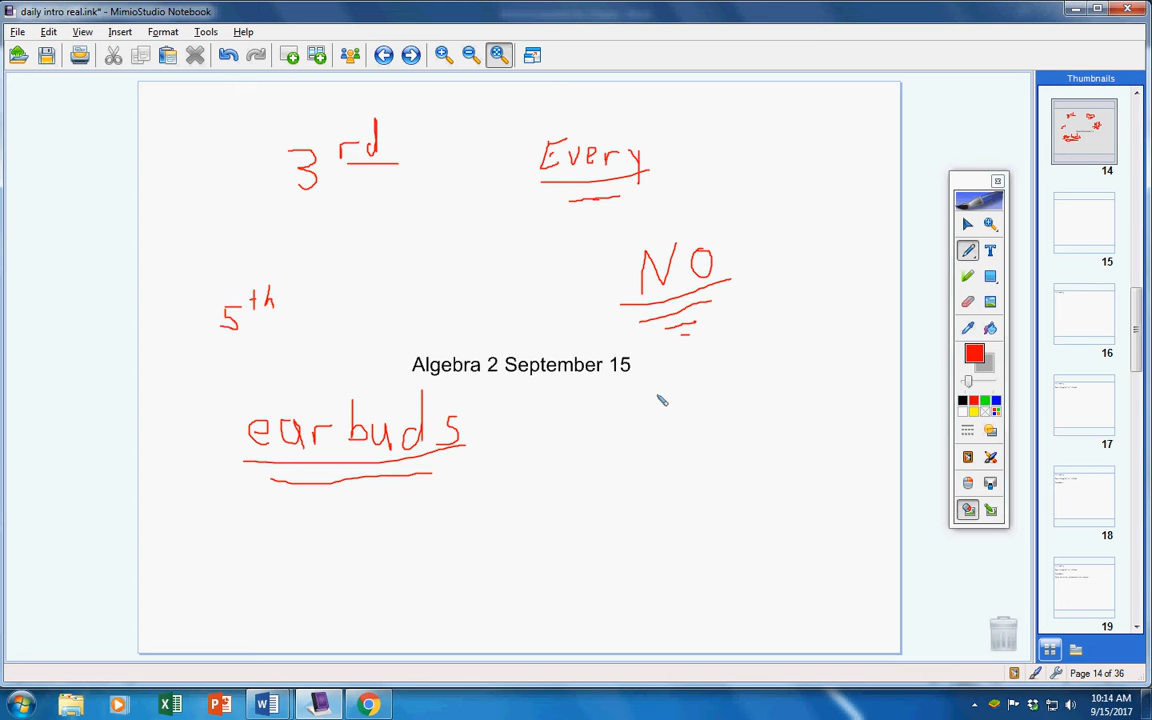 daily intro real.ink* - MimioStudio Notebook
File Edit View Insert Format Tools Help
Thumbnails
3rd
Every
NO
5th
Algebra 2 September 15
earbuds
14
15
16
17
18
19
Page 14 of 36
10:14 AM
9/15/2017